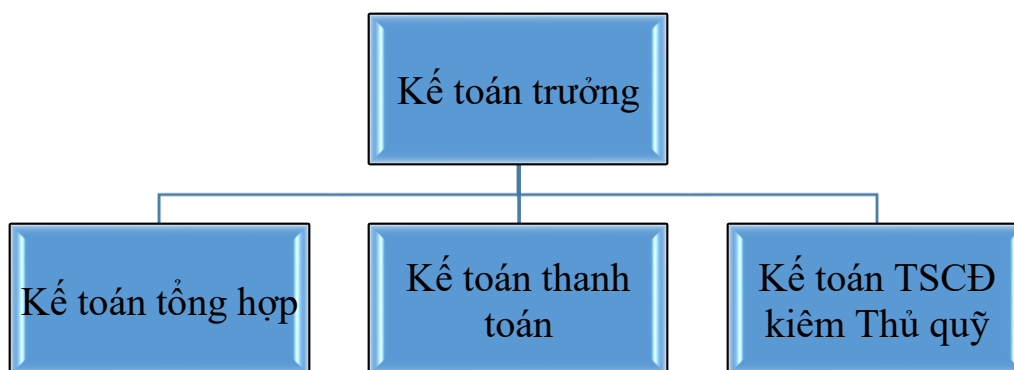 Kế toán trưởng
Kế toán tổng hợp
Kế toán thanh
toán
Kế toán TSCĐ
kiêm Thủ quỹ